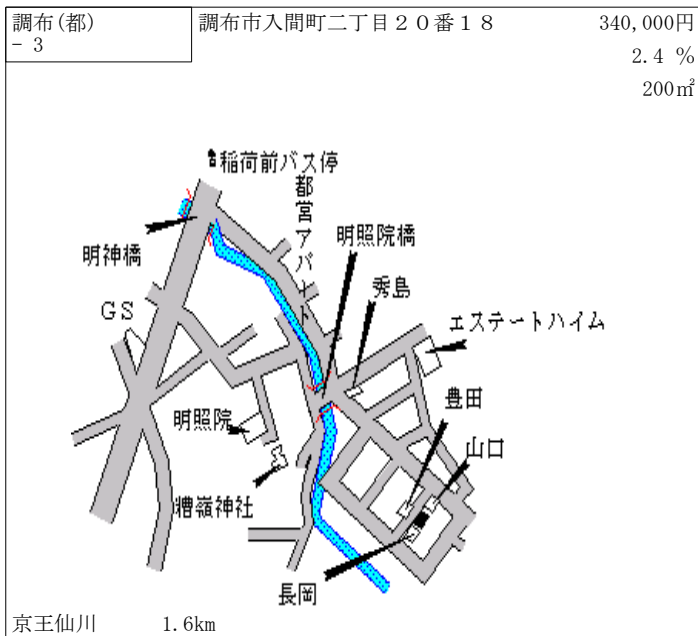 調布(都) 調布市入間町二丁目２０番１８ 340,000円
- 3
2.4 %
200㎡
稲荷前バス停
都営アパート
明照院橋
明神橋
秀島
GS
エステートハイム
豊田
明照院
山口
糟嶺神社
長岡
京王仙川 1.6km